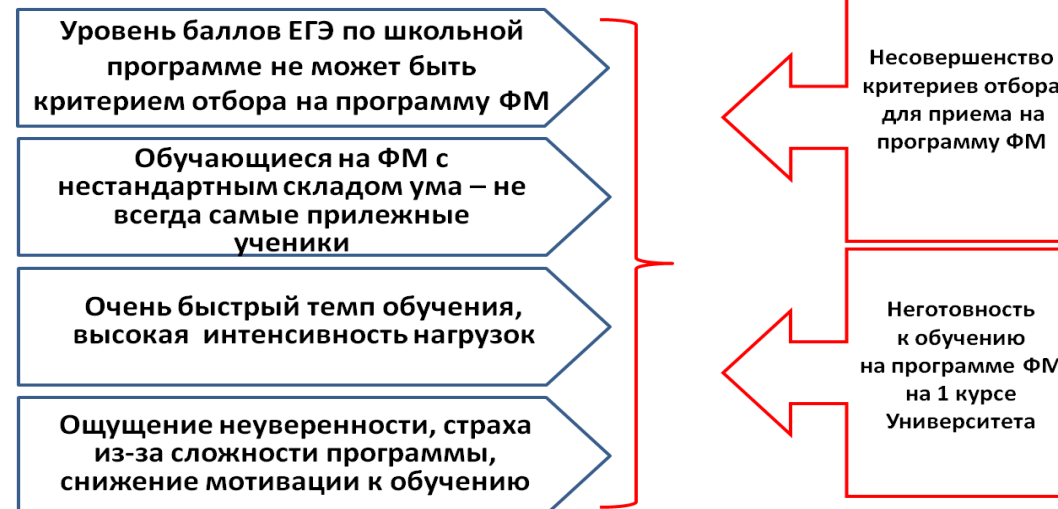 Уровень баллов ЕГЭ по школьной
программе не может быть
критерием отбора на программу ФМ
Обучающиеся на ФМ с
нестандартным складом ума – не
всегда самые прилежные
ученики
Очень быстрый темп обучения,
высокая интенсивность нагрузок
Ощущение неуверенности, страха
из-за сложности программы,
снижение мотивации к обучению
Несовершенство
критериев отбора
для приема на
программу ФМ
Неготовность
к обучению
на программе ФМ
на 1 курсе
Университета